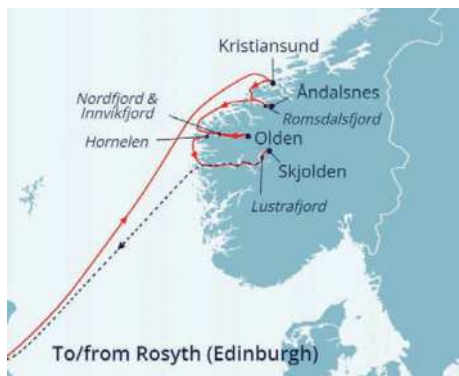 Kristiansund
Åndalsnes
Nordfjord &
Innvikfjord
Romsdalsfjord
Hornelen
Olden
Skjolden
Lustrafjord
To/from Rosyth (Edinburgh)